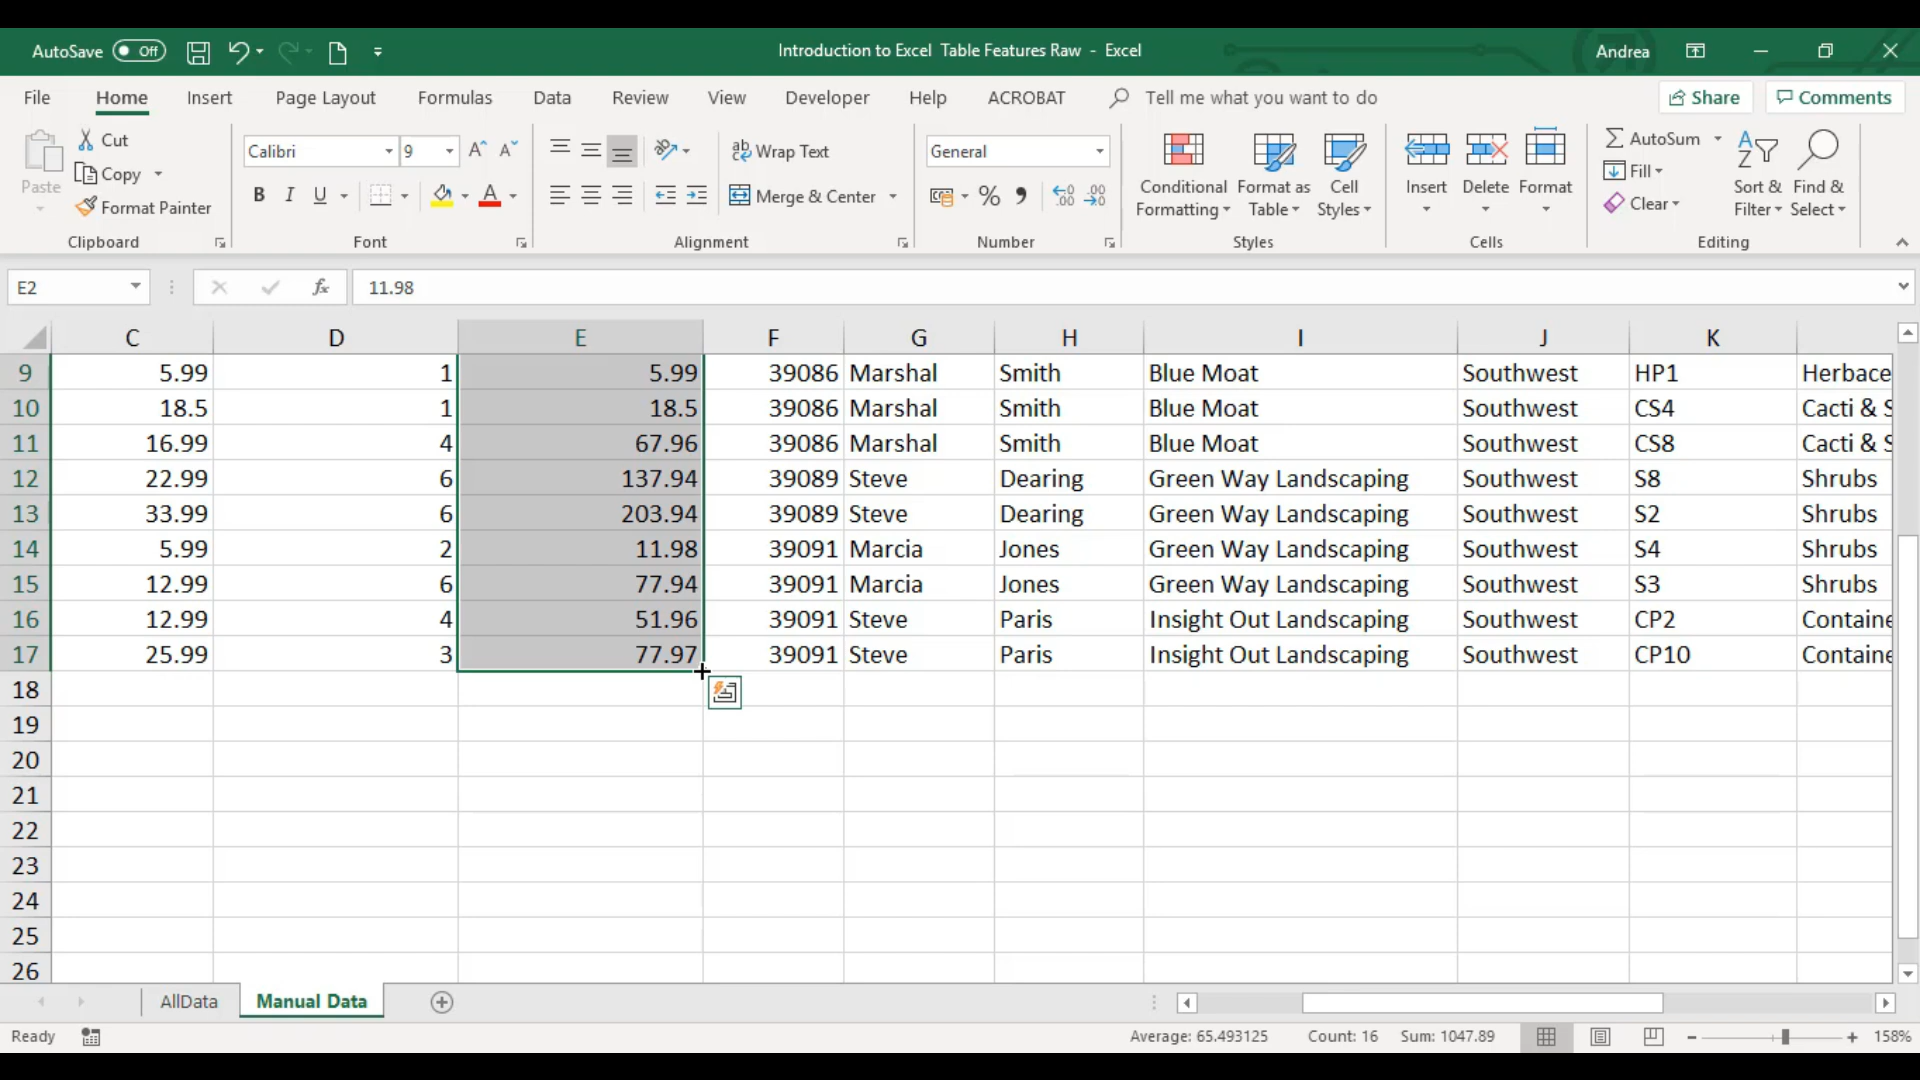 AutoSave Off Introduction to Excel Table Features Raw - Excel Andrea
File Home Insert Page Layout Formulas Data Review View Developer Help ACROBAT Tell me what you want to do Share Comments
Paste Cut Copy Format Painter
Clipboard
Calibri 9 A A
B I U A
Font
ab Wrap Text
Merge & Center
Alignment
General
% 9 .00 .00
Number
Conditional Formatting Format as Table Cell Styles
Styles
Insert Delete Format
Cells
AutoSum Fill Clear Sort & Filter Find & Select
Editing
E2 fx 11.98
C D E F G H I J K
9 5.99 1 5.99 39086 Marshal Smith Blue Moat Southwest HP1 Herbace
10 18.5 1 18.5 39086 Marshal Smith Blue Moat Southwest CS4 Cacti & S
11 16.99 4 67.96 39086 Marshal Smith Blue Moat Southwest CS8 Cacti & S
12 22.99 6 137.94 39089 Steve Dearing Green Way Landscaping Southwest S8 Shrubs
13 33.99 6 203.94 39089 Steve Dearing Green Way Landscaping Southwest S2 Shrubs
14 5.99 2 11.98 39091 Marcia Jones Green Way Landscaping Southwest S4 Shrubs
15 12.99 6 77.94 39091 Marcia Jones Green Way Landscaping Southwest S3 Shrubs
16 12.99 4 51.96 39091 Steve Paris Insight Out Landscaping Southwest CP2 Containe
17 25.99 3 77.97 39091 Steve Paris Insight Out Landscaping Southwest CP10 Containe
18
19
20
21
22
23
24
25
26
AllData Manual Data
Ready Average: 65.493125 Count: 16 Sum: 1047.89 158%